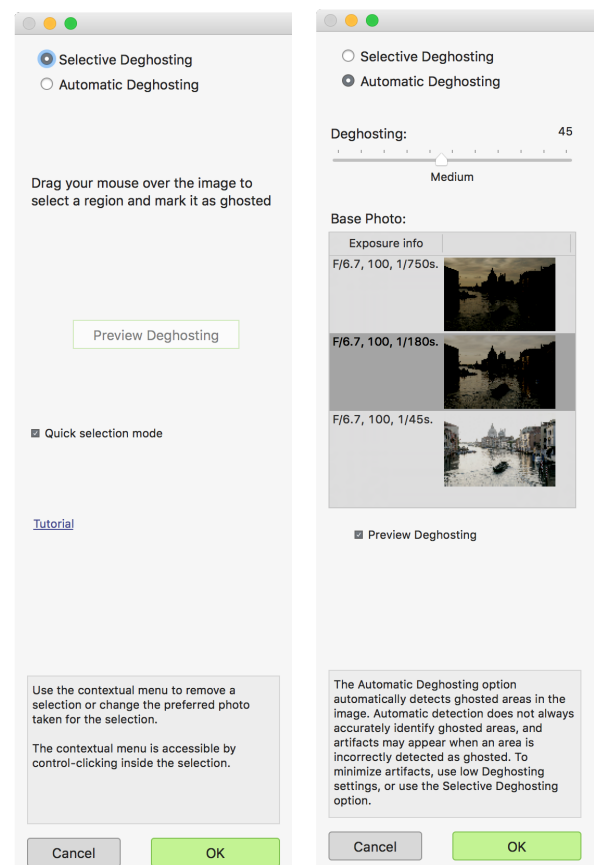 Selective Deghosting
Automatic Deghosting
Drag your mouse over the image to
select a region and mark it as ghosted
Preview Deghosting
Quick selection mode
Tutorial
Use the contextual menu to remove a
selection or change the preferred photo
taken for the selection.
The contextual menu is accessible by
control-clicking inside the selection.
Cancel
OK
Selective Deghosting
Automatic Deghosting
Deghosting:
45
Medium
Base Photo:
Exposure info
F/6.7, 100, 1/750s.
F/6.7, 100, 1/180s.
F/6.7, 100, 1/45s.
Preview Deghosting
The Automatic Deghosting option
automatically detects ghosted areas in the
image. Automatic detection does not always
accurately identify ghosted areas, and
artifacts may appear when an area is
incorrectly detected as ghosted. To
minimize artifacts, use low Deghosting
settings, or use the Selective Deghosting
option.
Cancel
OK